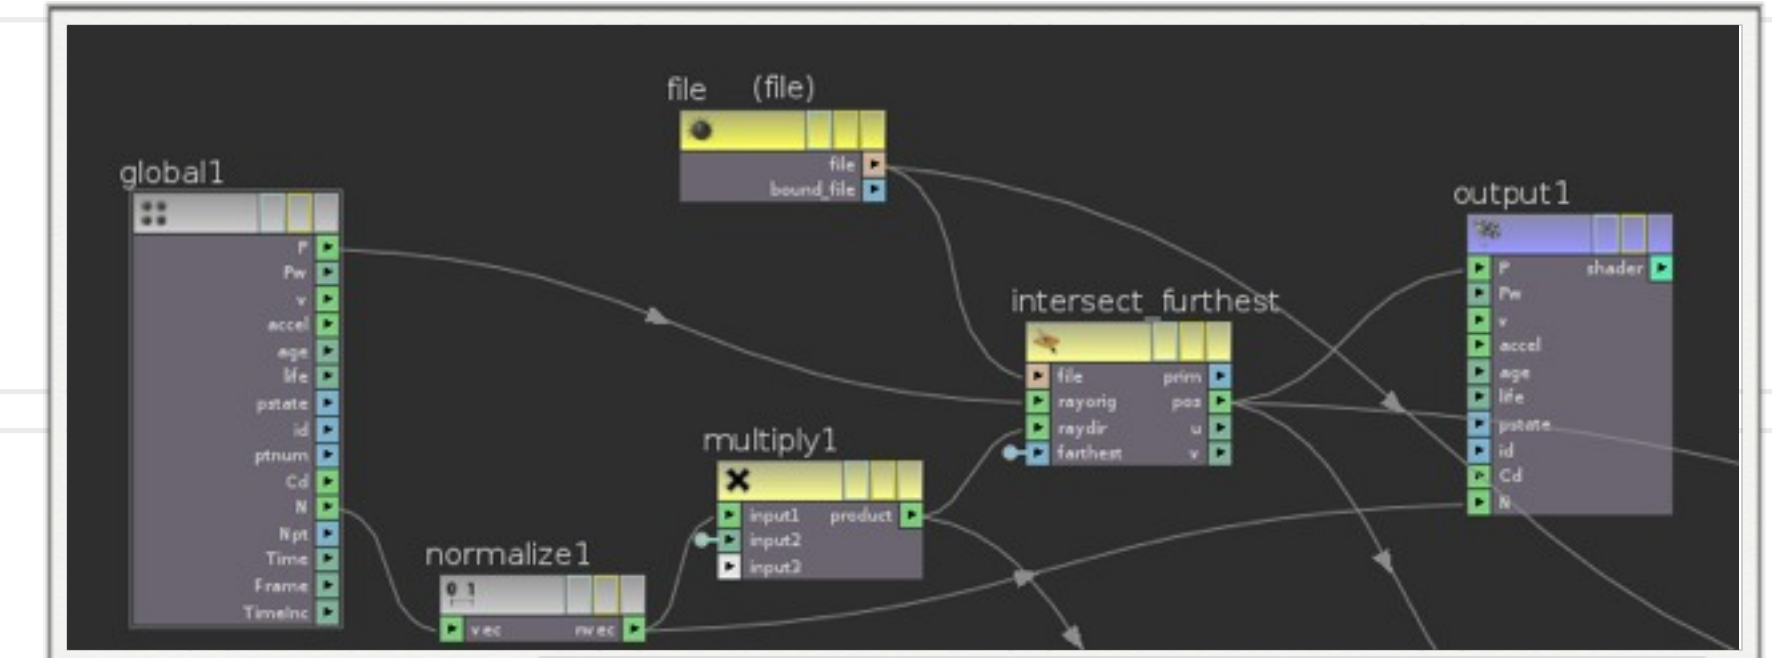 file (file)
file
bound_file
global1
P
Pw
v
accel
age
life
pstate
id
ptnum
Cd
N
Npt
Time
Frame
TimeInc
normalize1
0 1
vec nvec
multiply1
input1 product
input2
input3
intersect_furthest
file prim
rayorig pos
raydir u
farthest v
output1
P shader
Pw
v
accel
age
life
pstate
id
Cd
N